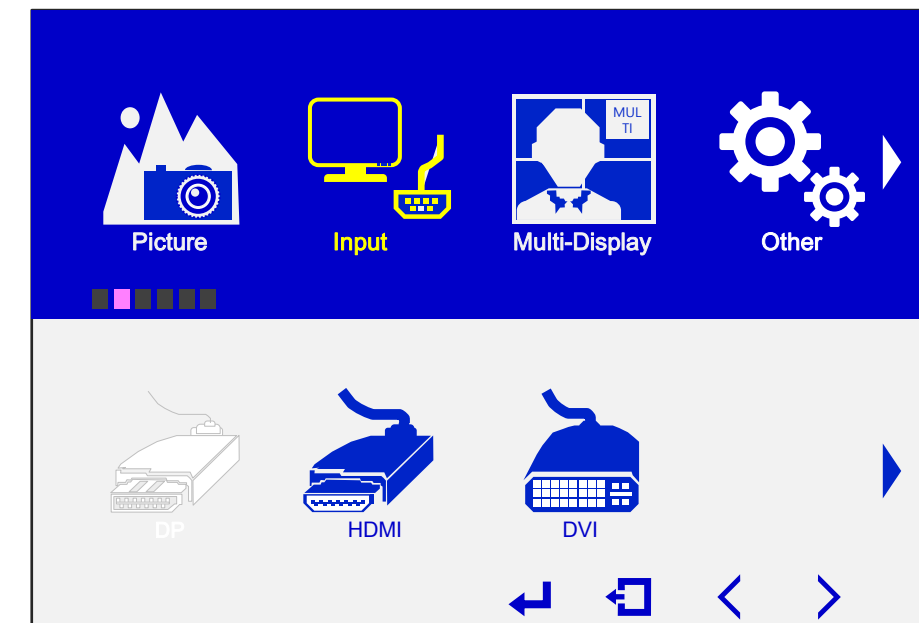 MUL
TI
Picture
Input
Multi-Display
Other
DP
HDMI
DVI